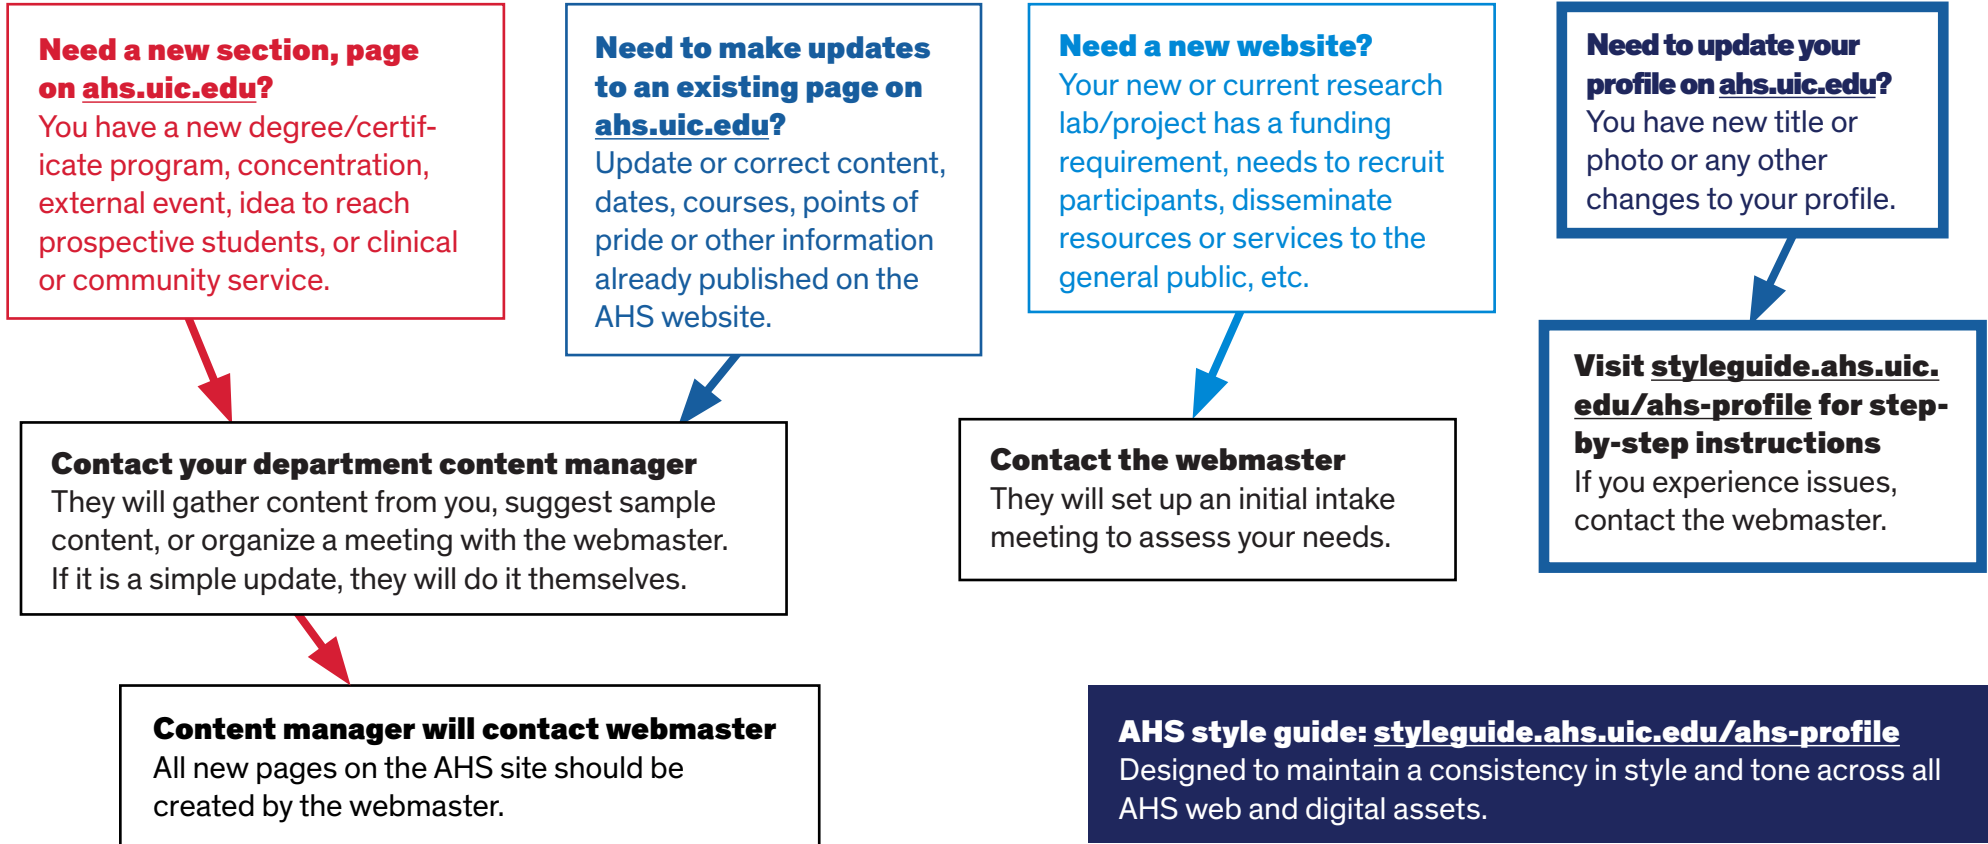 Need a new section, page
on ahs.uic.edu?
You have a new degree/certif-
icate program, concentration,
external event, idea to reach
prospective students, or clinical
or community service.
Need to make updates
to an existing page on
ahs.uic.edu?
Update or correct content,
dates, courses, points of
pride or other information
already published on the
AHS website.
Need a new website?
Your new or current research
lab/project has a funding
requirement, needs to recruit
participants, disseminate
resources or services to the
general public, etc.
Need to update your
profile on ahs.uic.edu?
You have new title or
photo or any other
changes to your profile.
Contact your department content manager
They will gather content from you, suggest sample
content, or organize a meeting with the webmaster.
If it is a simple update, they will do it themselves.
Contact the webmaster
They will set up an initial intake
meeting to assess your needs.
Visit styleguide.ahs.uic.
edu/ahs-profile for step-
by-step instructions
If you experience issues,
contact the webmaster.
Content manager will contact webmaster
All new pages on the AHS site should be
created by the webmaster.
AHS style guide: styleguide.ahs.uic.edu/ahs-profile
Designed to maintain a consistency in style and tone across all
AHS web and digital assets.